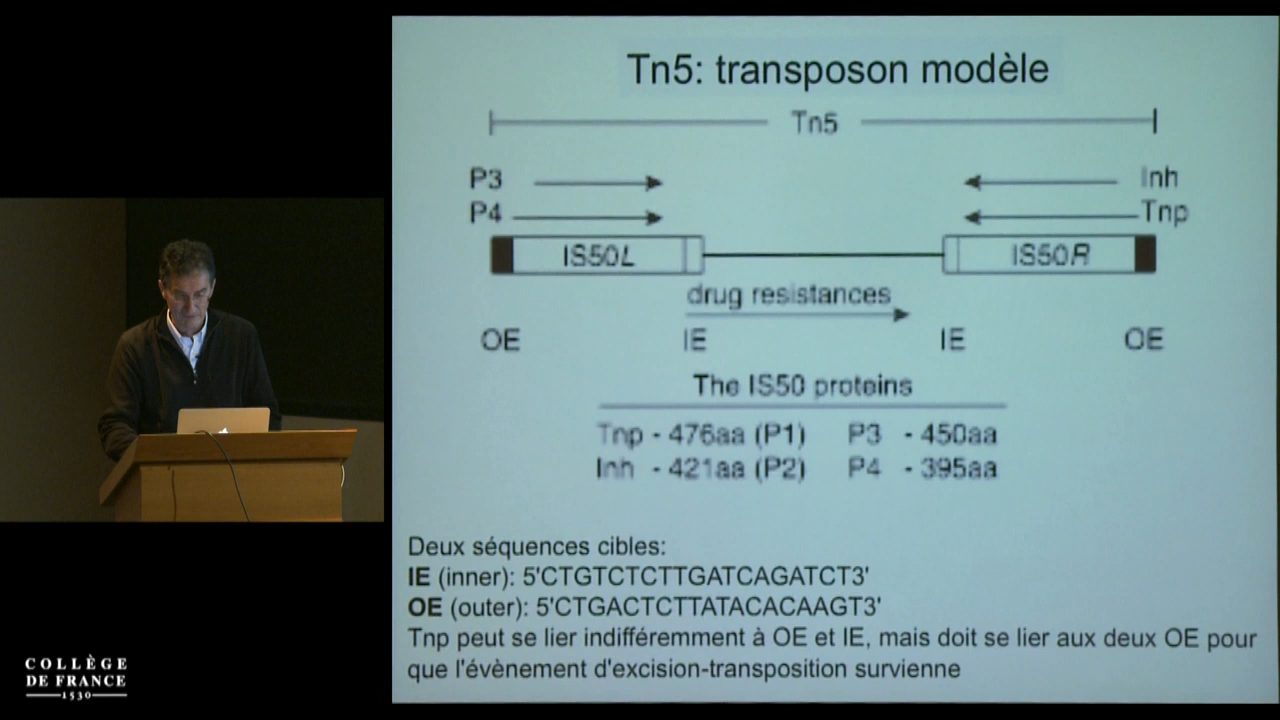 Tn5: transposon modèle
Tn5
P3
Inh
P4
Tnp
IS50L
IS50R
drug resistances
OE
IE
IE
OE
The IS50 proteins
Tnp - 476aa (P1) P3 - 450aa
Inh - 421aa (P2) P4 - 395aa
Deux séquences cibles:
IE (inner): 5'CTGTCTCTTGATCAGATCT3'
OE (outer): 5'CTGACTCTTATACACAAGT3'
Tnp peut se lier indifféremment à OE et IE, mais doit se lier aux deux OE pour
que l'évènement d'excision-transposition survienne
COLLÈGE
DE FRANCE
1530